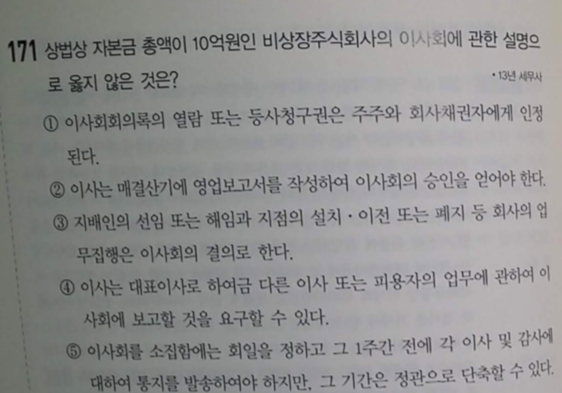 171 상법상 자본금 총액이 10억원인 비상장주식회사의 이사회에 관한 설명으
로 옳지 않은 것은?
• 13년 세무사
① 이사회회의록의 열람 또는 등사청구권은 주주와 회사채권자에게 인정
된다.
② 이사는 매결산기에 영업보고서를 작성하여 이사회의 승인을 얻어야 한다.
③ 지배인의 선임 또는 해임과 지점의 설치 · 이전 또는 폐지 등 회사의 업
무집행은 이사회의 결의로 한다.
④ 이사는 대표이사로 하여금 다른 이사 또는 피용자의 업무에 관하여 이
사회에 보고할 것을 요구할 수 있다.
⑤ 이사회를 소집함에는 회일을 정하고 그 1주간 전에 각 이사 및 감사에
대하여 통지를 발송하여야 하지만, 그 기간은 정관으로 단축할 수 있다.